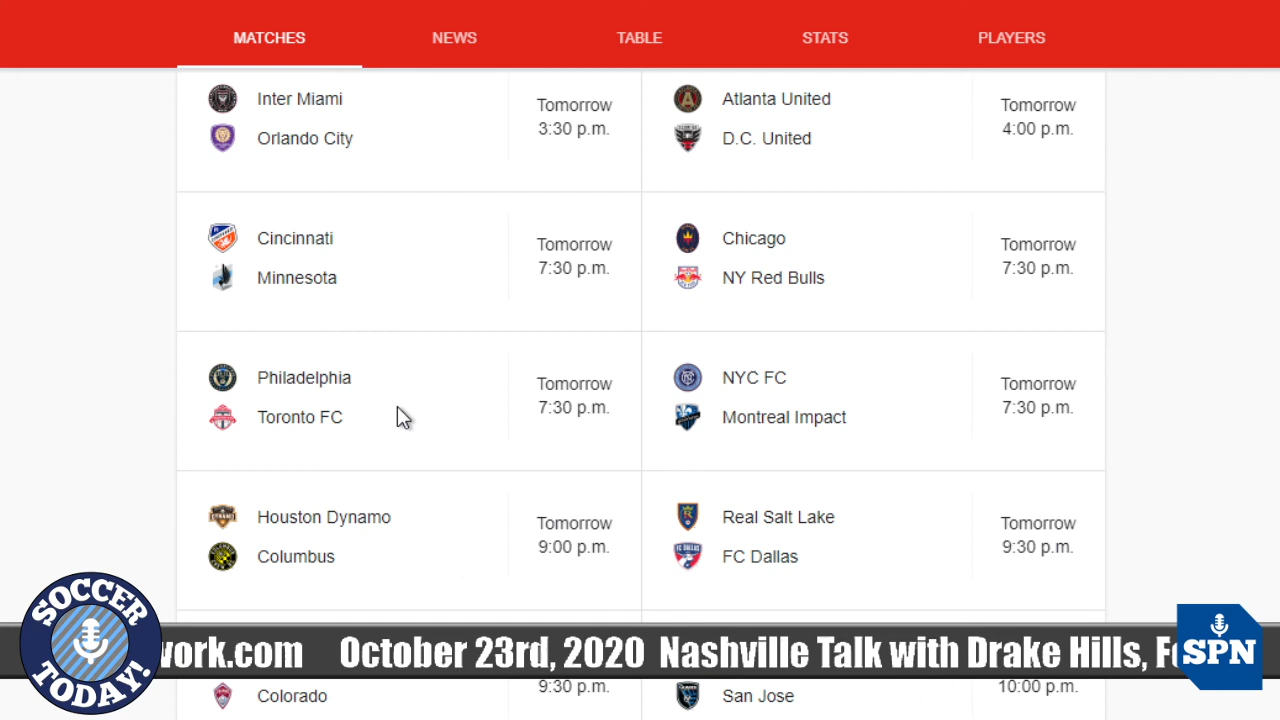 MATCHES NEWS TABLE STATS PLAYERS
Inter Miami
Orlando City
Tomorrow
3:30 p.m.
Atlanta United
D.C. United
Tomorrow
4:00 p.m.
Cincinnati
Minnesota
Tomorrow
7:30 p.m.
Chicago
NY Red Bulls
Tomorrow
7:30 p.m.
Philadelphia
Toronto FC
Tomorrow
7:30 p.m.
NYC FC
Montreal Impact
Tomorrow
7:30 p.m.
Houston Dynamo
Columbus
Tomorrow
9:00 p.m.
Real Salt Lake
FC Dallas
Tomorrow
9:30 p.m.
SOCCER
TODAY!
work.com October 23rd, 2020 Nashville Talk with Drake Hills,
SPN
Colorado
9:30 p.m.
San Jose
10:00 p.m.